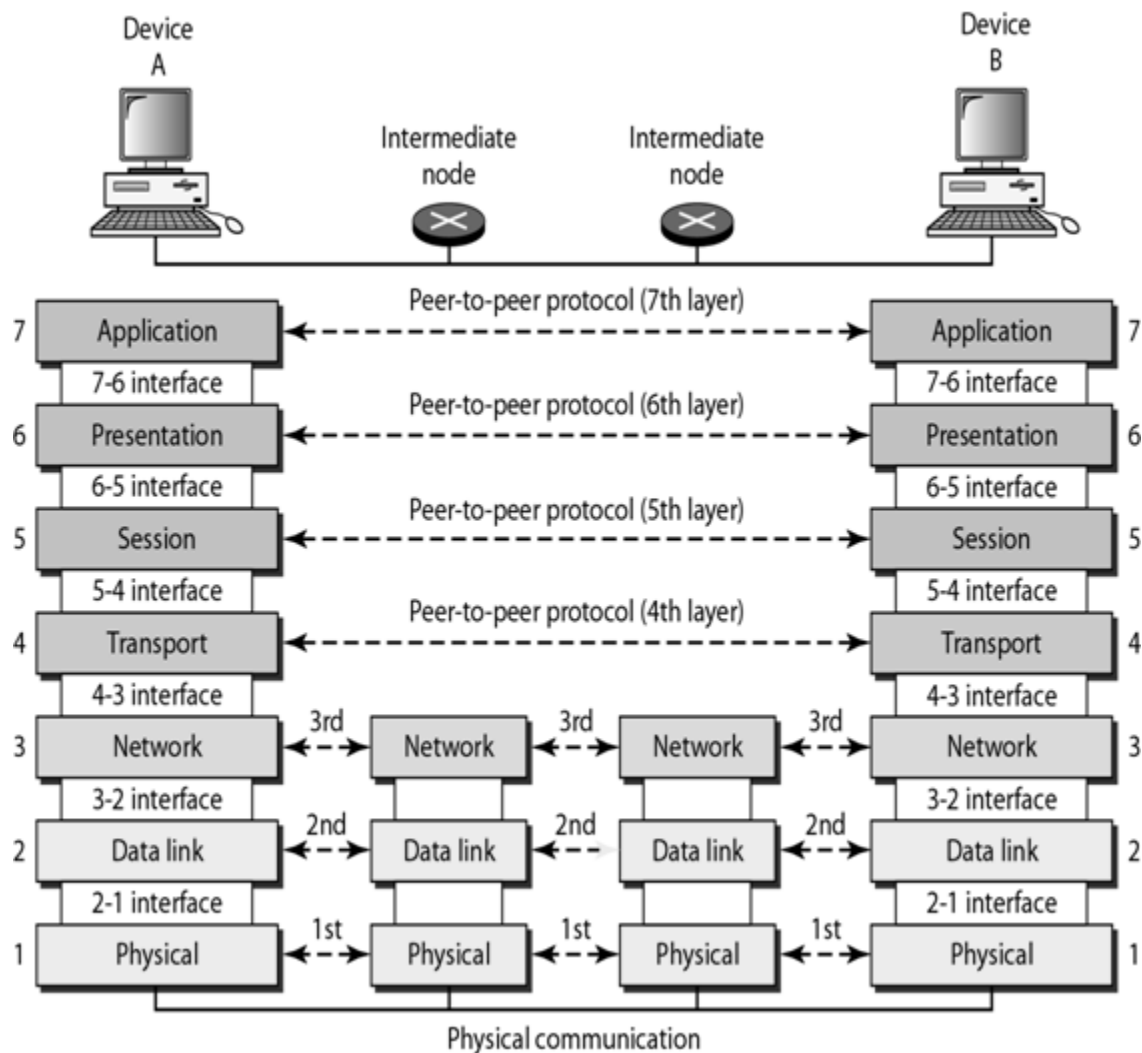 Device
A
Device
B
Intermediate
node
Intermediate
node
Peer-to-peer protocol (7th layer)
7 Application Application 7
7-6 interface 7-6 interface
Peer-to-peer protocol (6th layer)
6 Presentation Presentation 6
6-5 interface 6-5 interface
Peer-to-peer protocol (5th layer)
5 Session Session 5
5-4 interface 5-4 interface
Peer-to-peer protocol (4th layer)
4 Transport Transport 4
4-3 interface 4-3 interface
3rd 3rd 3rd
3 Network Network Network Network 3
3-2 interface 3-2 interface
2nd 2nd 2nd
2 Data link Data link Data link Data link 2
2-1 interface 2-1 interface
1st 1st 1st
1 Physical Physical Physical Physical 1
Physical communication